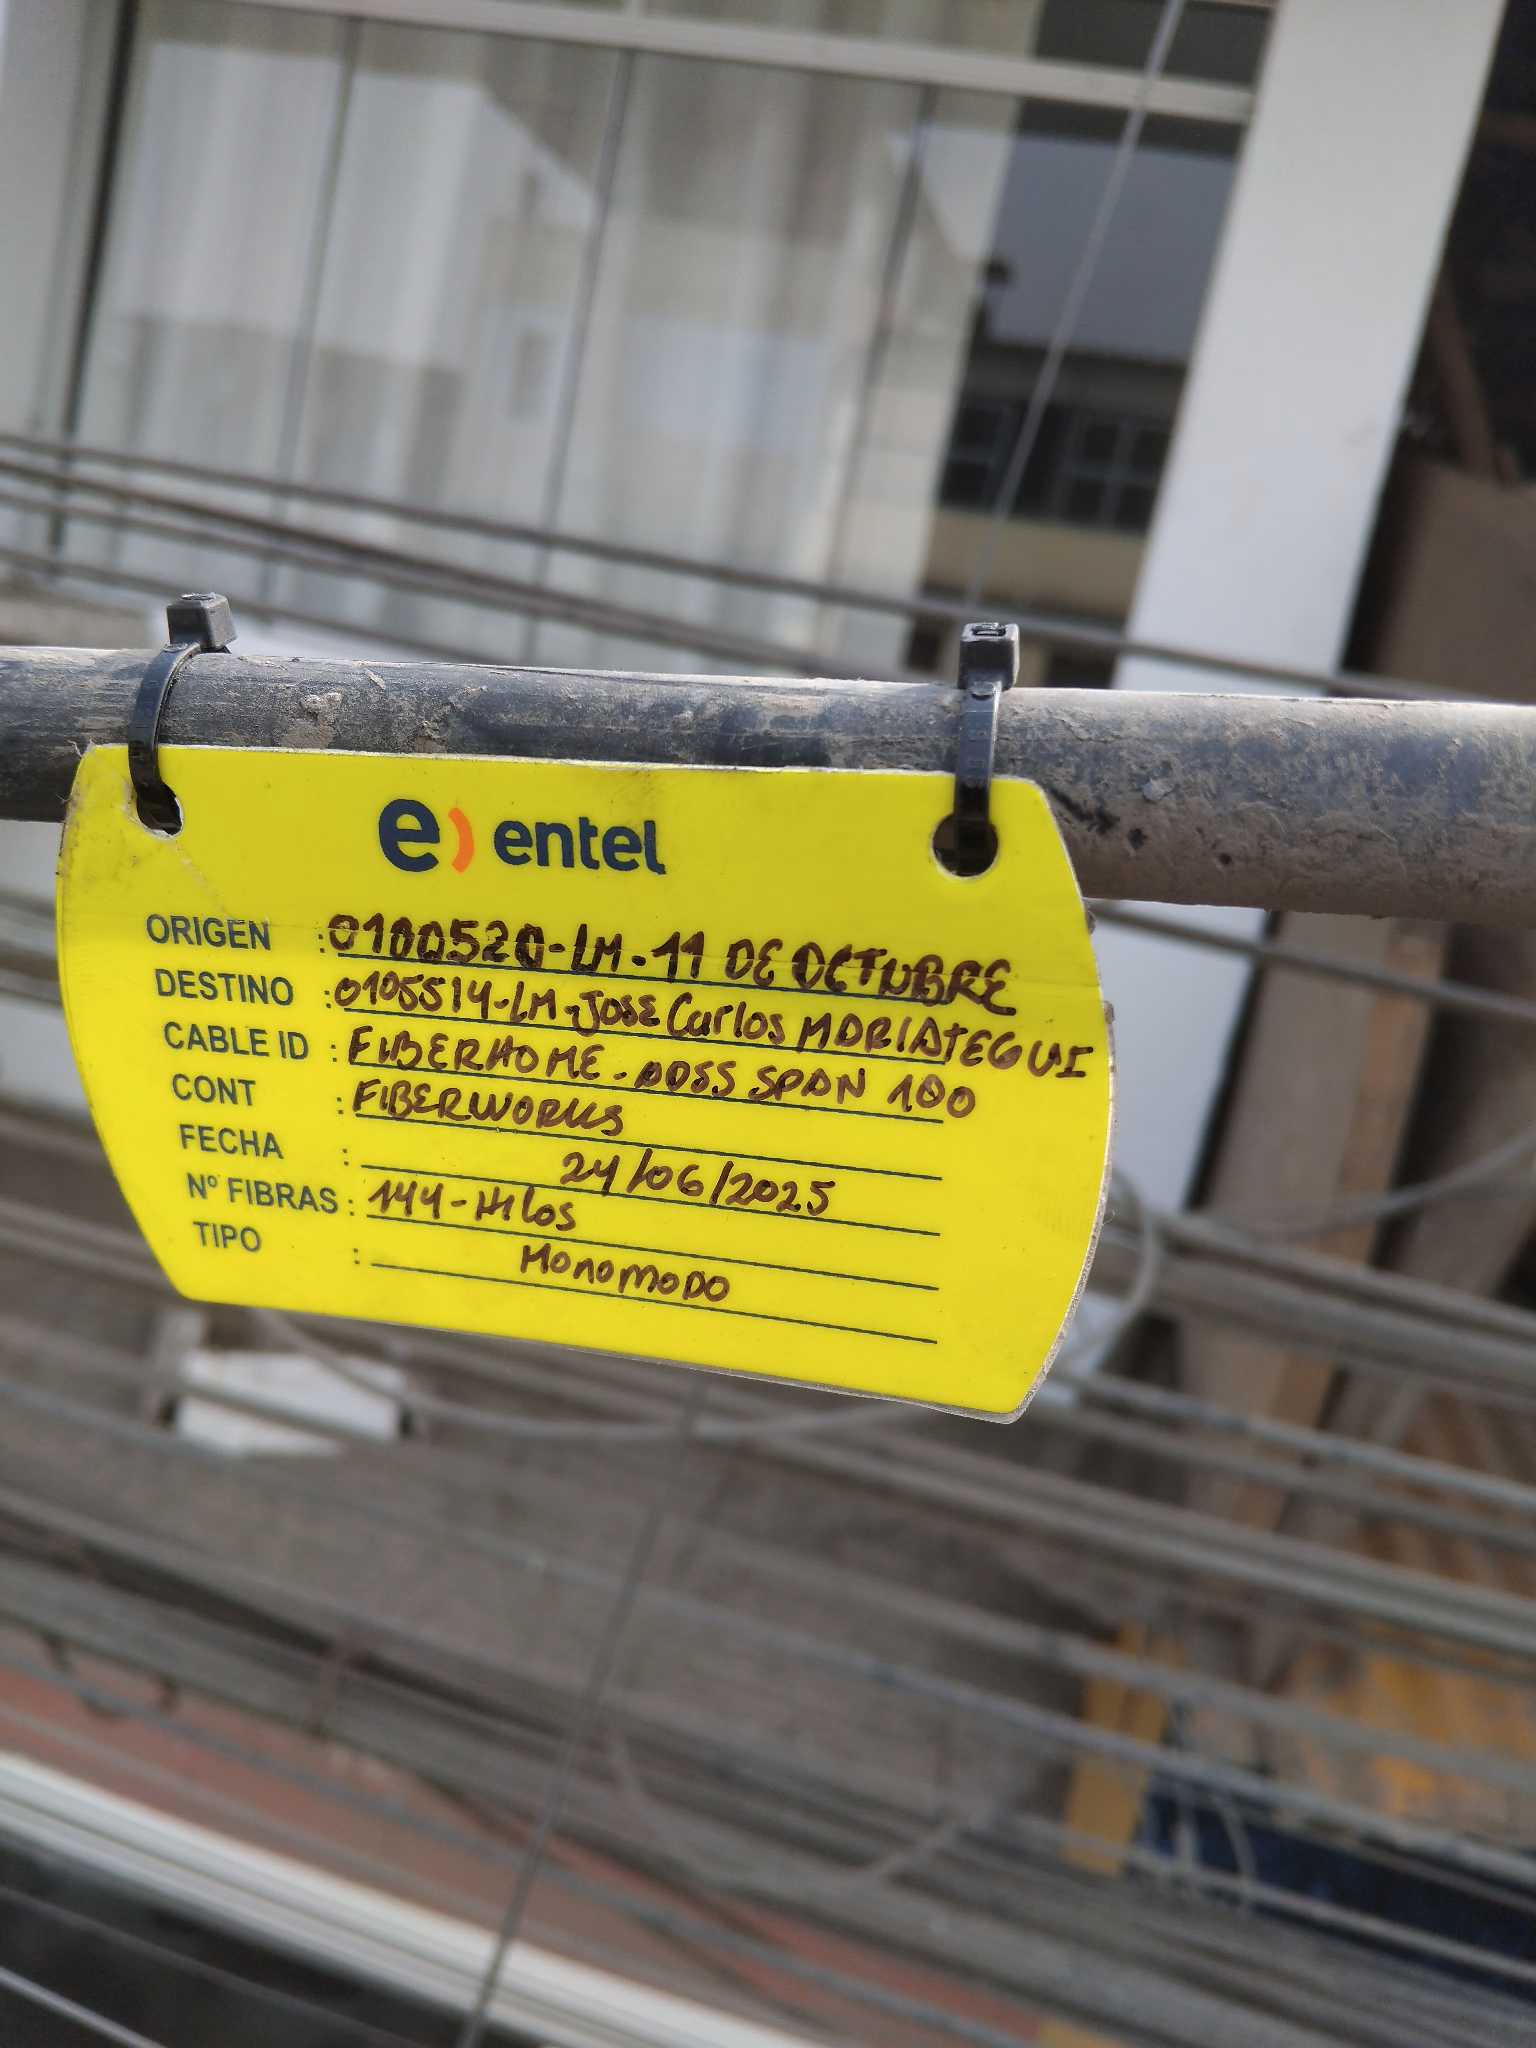 e) entel
ORIGEN : 0100520-LM-11 DE OCTUBRE
DESTINO : 0105514-LM-JOSE CARLOS MARIATEGUI
CABLE ID : FIBERHOME-ADSS SPAN 100
CONT : FIBERWORKS
FECHA : 24/06/2025
Nº FIBRAS : 144-HILOS
TIPO : MONOMODO